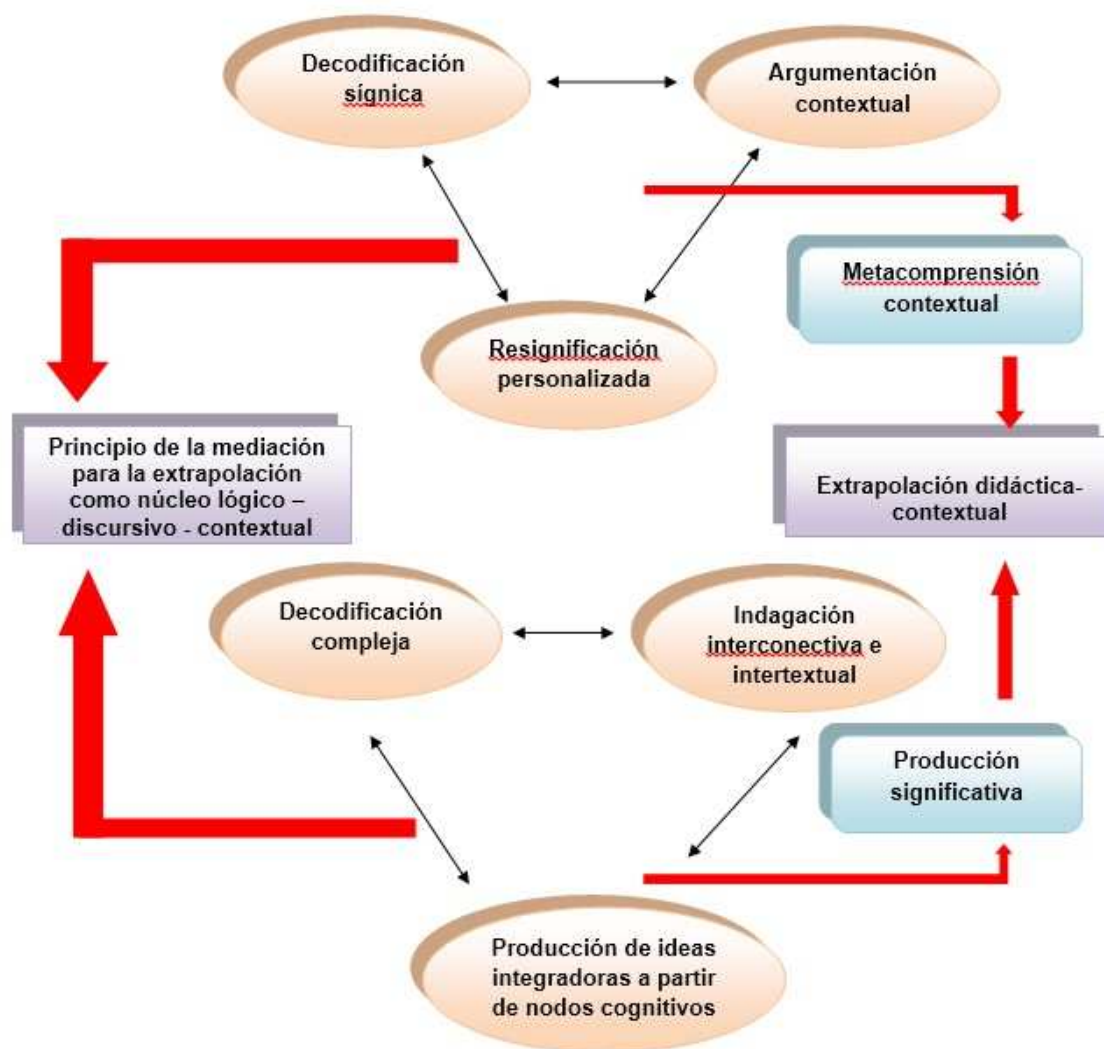 Decodificación
sígnica
Argumentación
contextual
Metacomprensión
contextual
Resignificación
personalizada
Principio de la mediación
para la extrapolación
como núcleo lógico –
discursivo - contextual
Extrapolación didáctica-
contextual
Decodificación
compleja
Indagación
interconectiva e
intertextual
Producción
significativa
Producción de ideas
integradoras a partir
de nodos cognitivos